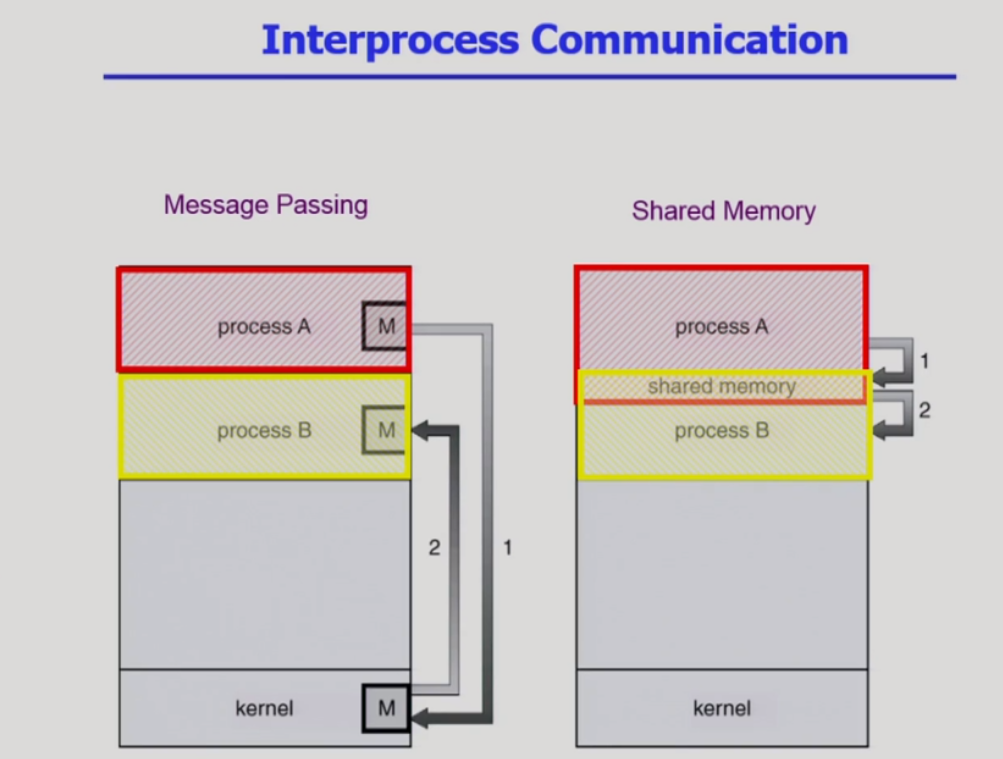 Interprocess Communication
Message Passing
process A
M
process B
M
2
1
kernel
M
Shared Memory
process A
1
shared memory
2
process B
kernel